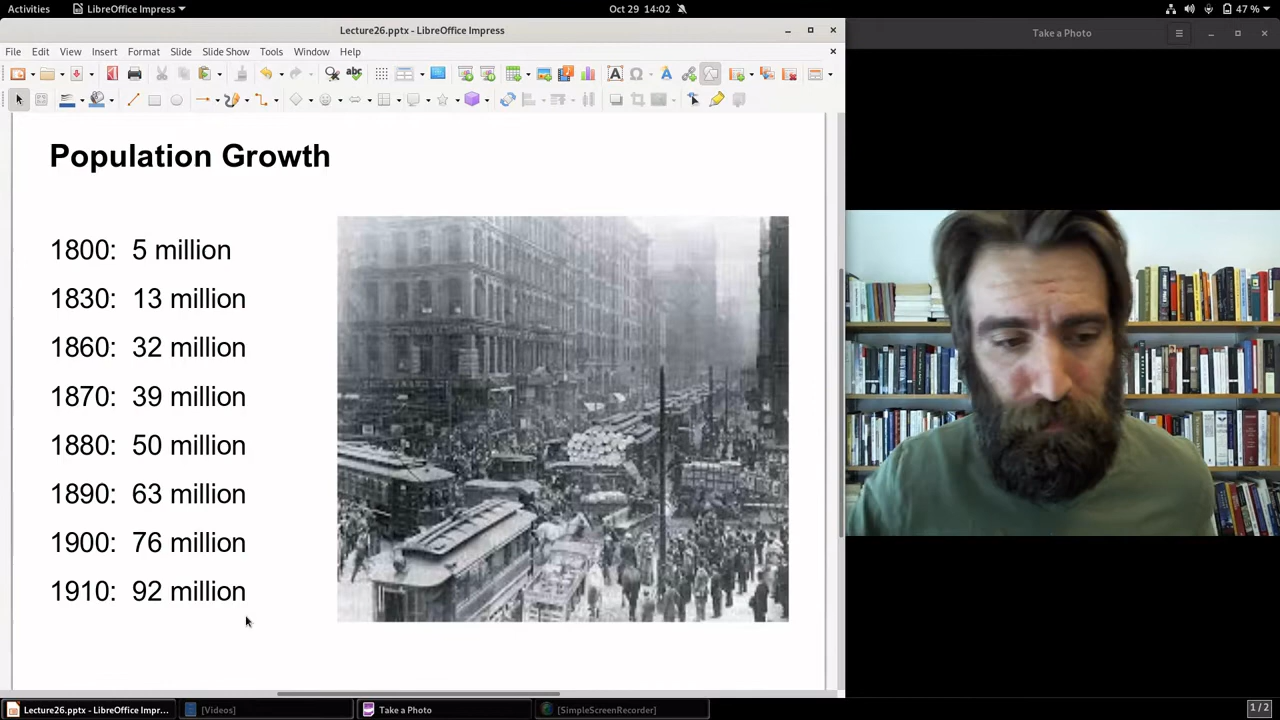 Activities LibreOffice Impress Oct 29 14:02 47 %
Lecture26.pptx - LibreOffice Impress
Take a Photo
File Edit View Insert Format Slide Slide Show Tools Window Help
abc
Population Growth
1800: 5 million
1830: 13 million
1860: 32 million
1870: 39 million
1880: 50 million
1890: 63 million
1900: 76 million
1910: 92 million
Lecture26.pptx - LibreOffice Impr... [Videos] Take a Photo [SimpleScreenRecorder] 1 / 2